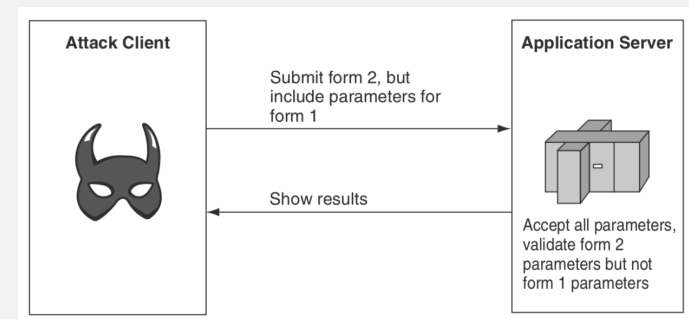 Attack Client
Application Server
Submit form 2, but
include parameters for
form 1
Show results
Accept all parameters,
validate form 2
parameters but not
form 1 parameters